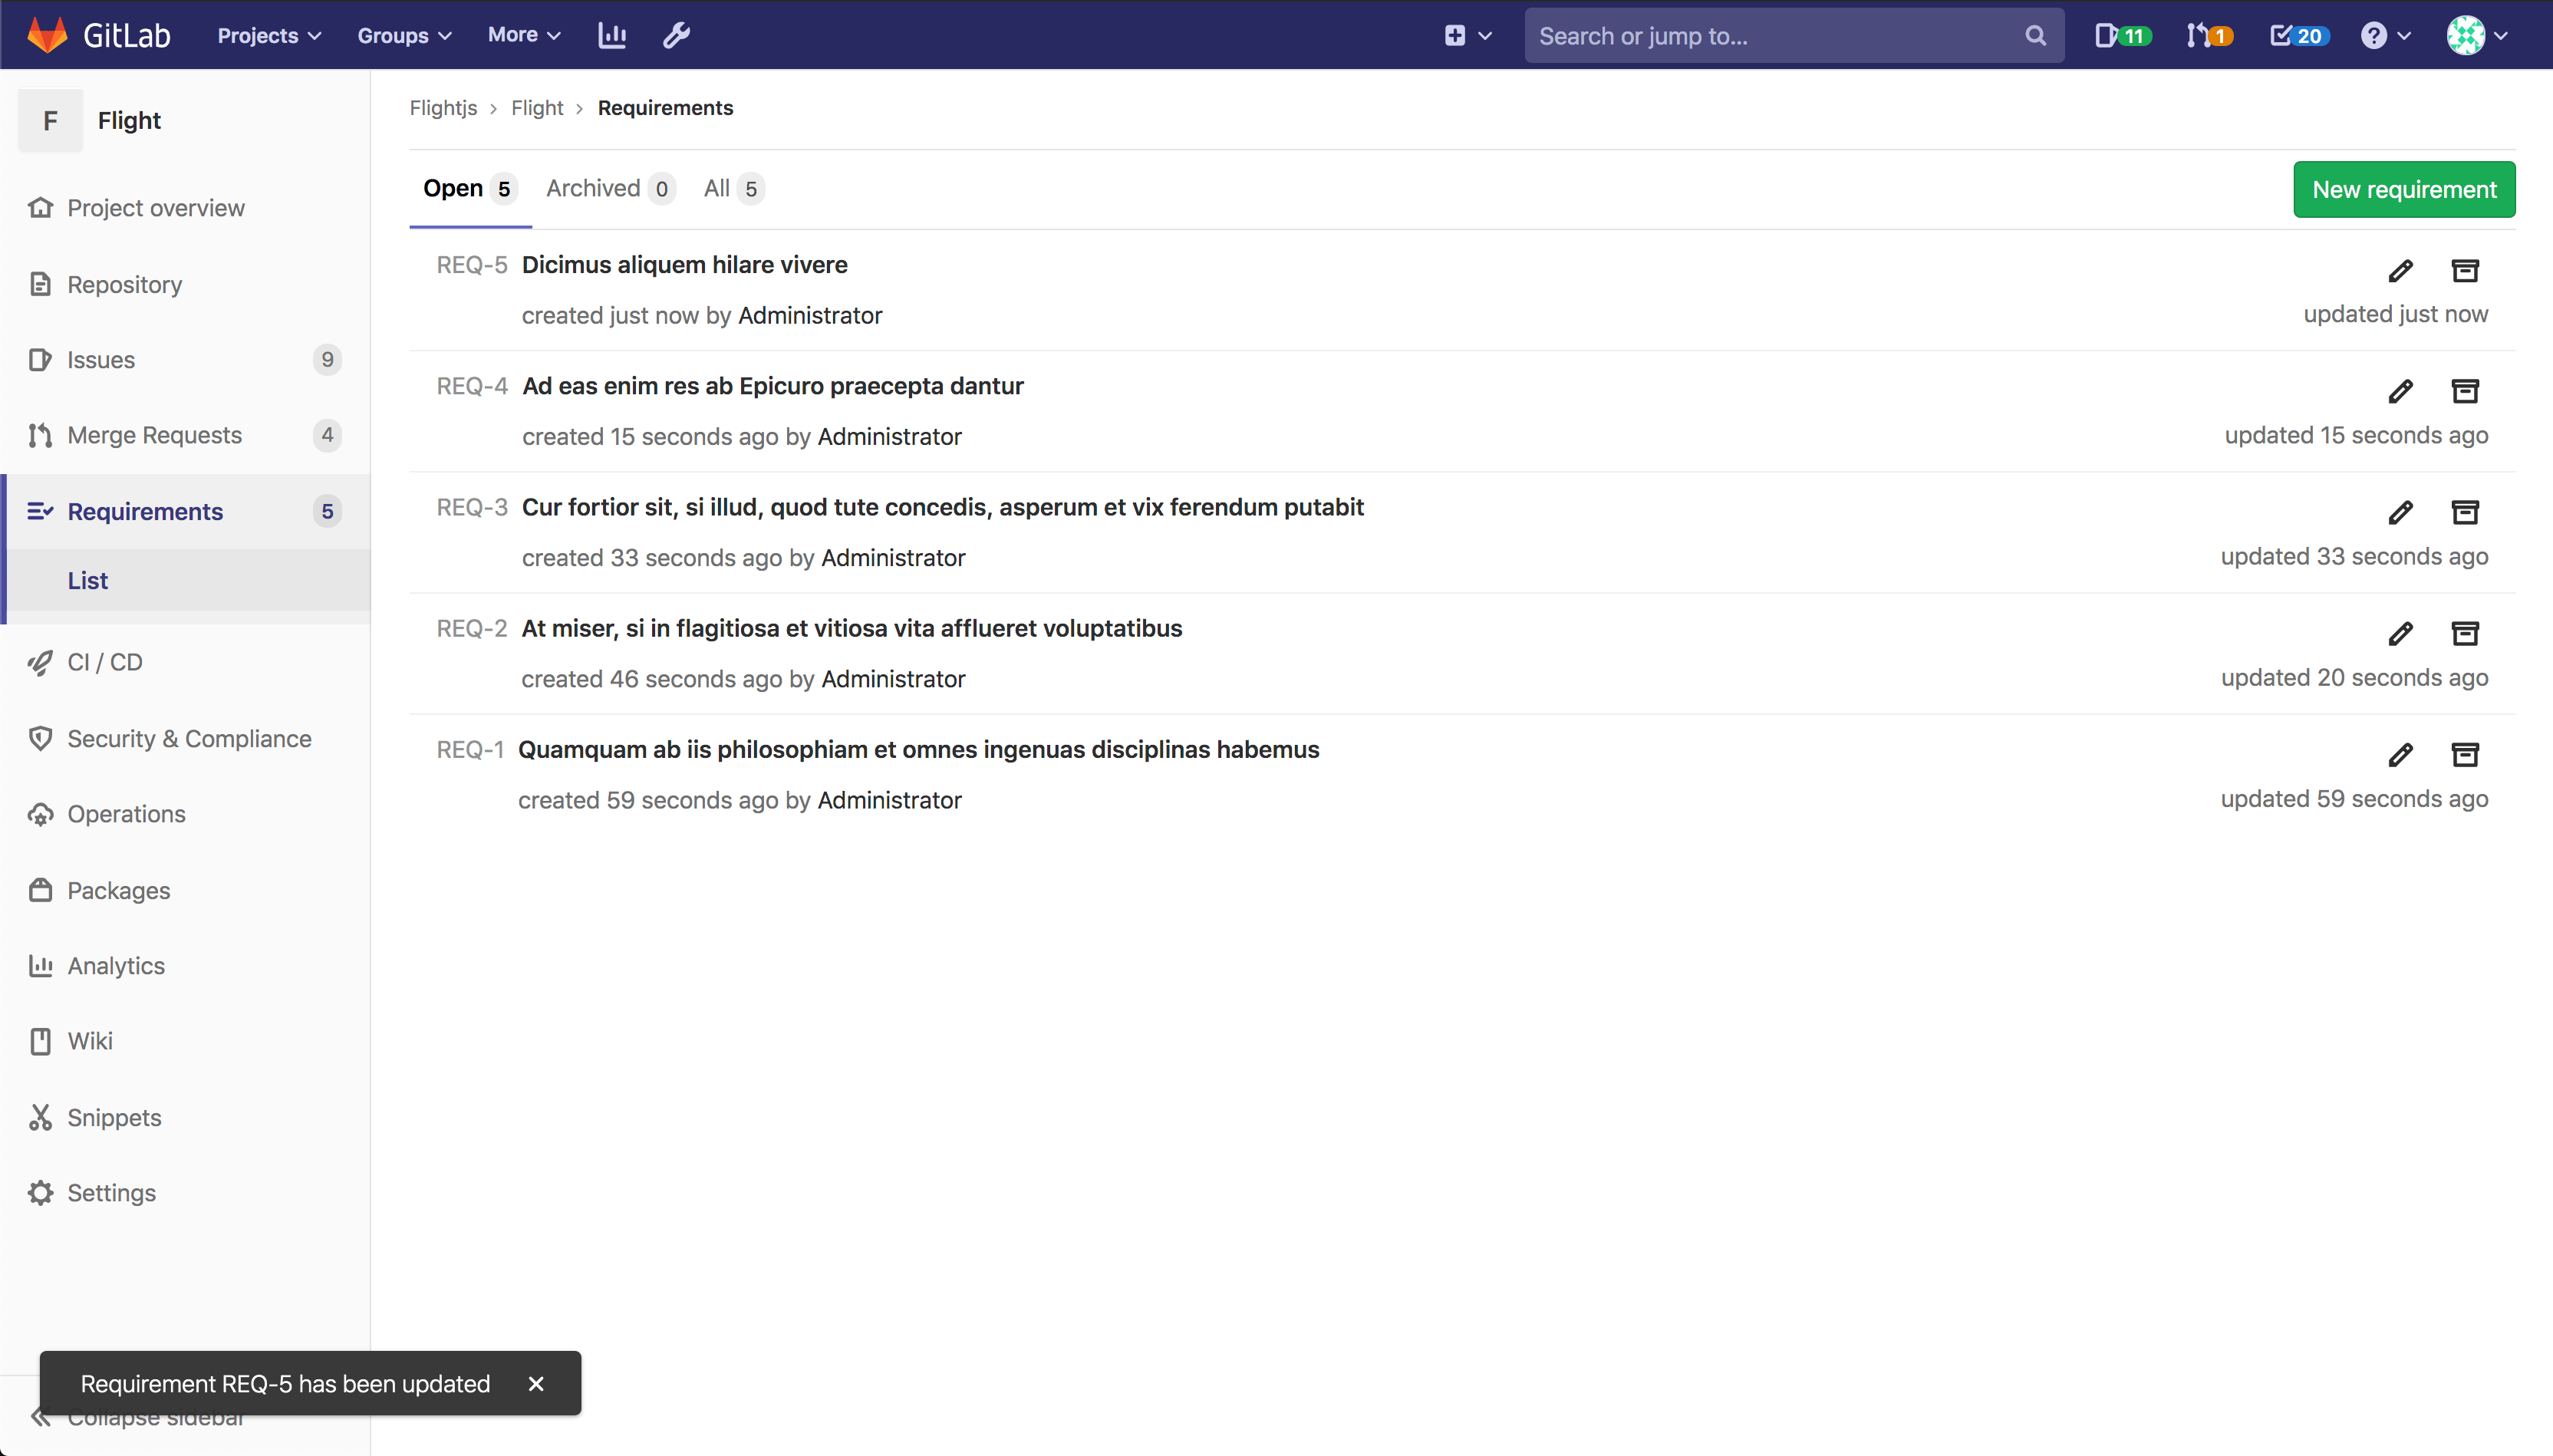 GitLab Projects Groups More Search or jump to... 11 1 20
F Flight
Project overview
Repository
Issues 9
Merge Requests 4
Requirements 5
List
CI / CD
Security & Compliance
Operations
Packages
Analytics
Wiki
Snippets
Settings
Collapse sidebar
Flightjs › Flight › Requirements
Open 5 Archived 0 All 5 New requirement
REQ-5 Dicimus aliquem hilare vivere
created just now by Administrator updated just now
REQ-4 Ad eas enim res ab Epicuro praecepta dantur
created 15 seconds ago by Administrator updated 15 seconds ago
REQ-3 Cur fortior sit, si illud, quod tute concedis, asperum et vix ferendum putabit
created 33 seconds ago by Administrator updated 33 seconds ago
REQ-2 At miser, si in flagitiosa et vitiosa vita afflueret voluptatibus
created 46 seconds ago by Administrator updated 20 seconds ago
REQ-1 Quamquam ab iis philosophiam et omnes ingenuas disciplinas habemus
created 59 seconds ago by Administrator updated 59 seconds ago
Requirement REQ-5 has been updated